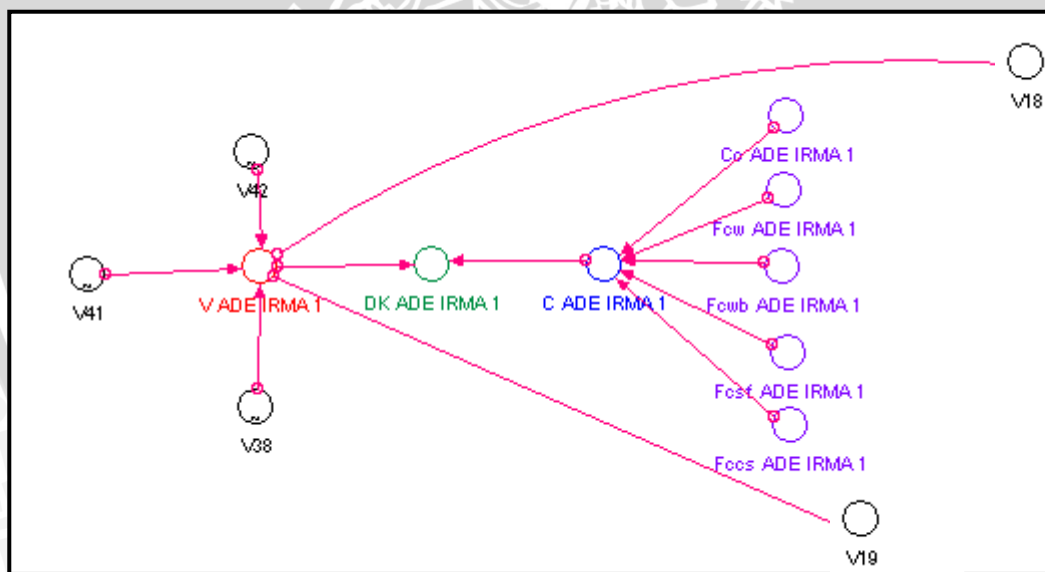 V18
Co ADE IRMA 1
V42
Fcw ADE IRMA 1
V41
V ADE IRMA 1
DK ADE IRMA 1
C ADE IRMA 1
Fcwb ADE IRMA 1
Fcsf ADE IRMA 1
V38
Fccs ADE IRMA 1
V19